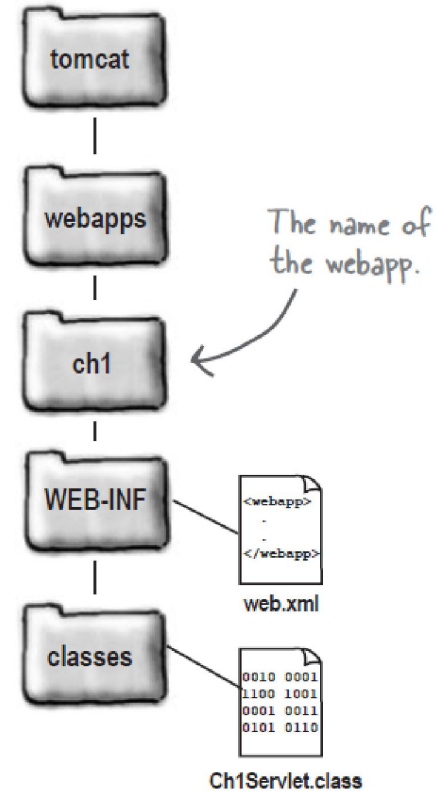 tomcat
webapps
The name of
the webapp.
ch1
WEB-INF
<webapp>
.
.
</webapp>
web.xml
classes
0010 0001
1100 1001
0001 0011
0101 0110
Ch1Servlet.class